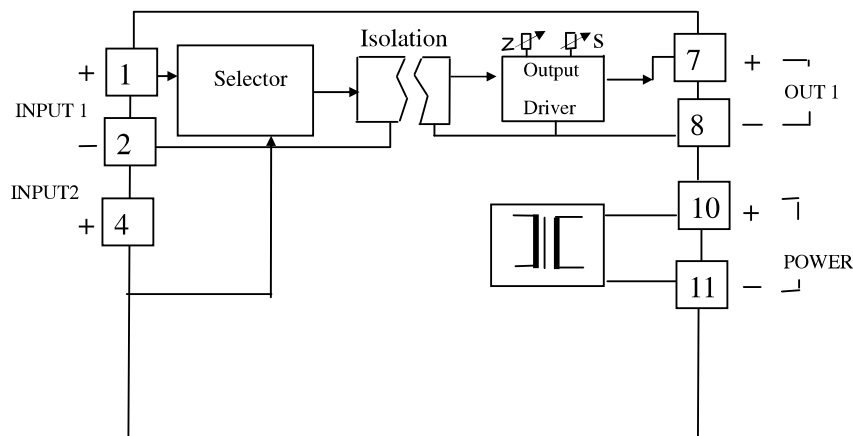 Isolation
Z
S
+
1
Selector
Output
Driver
7
+
OUT 1
INPUT 1
−
2
8
−
INPUT2
+
4
10
+
POWER
11
−